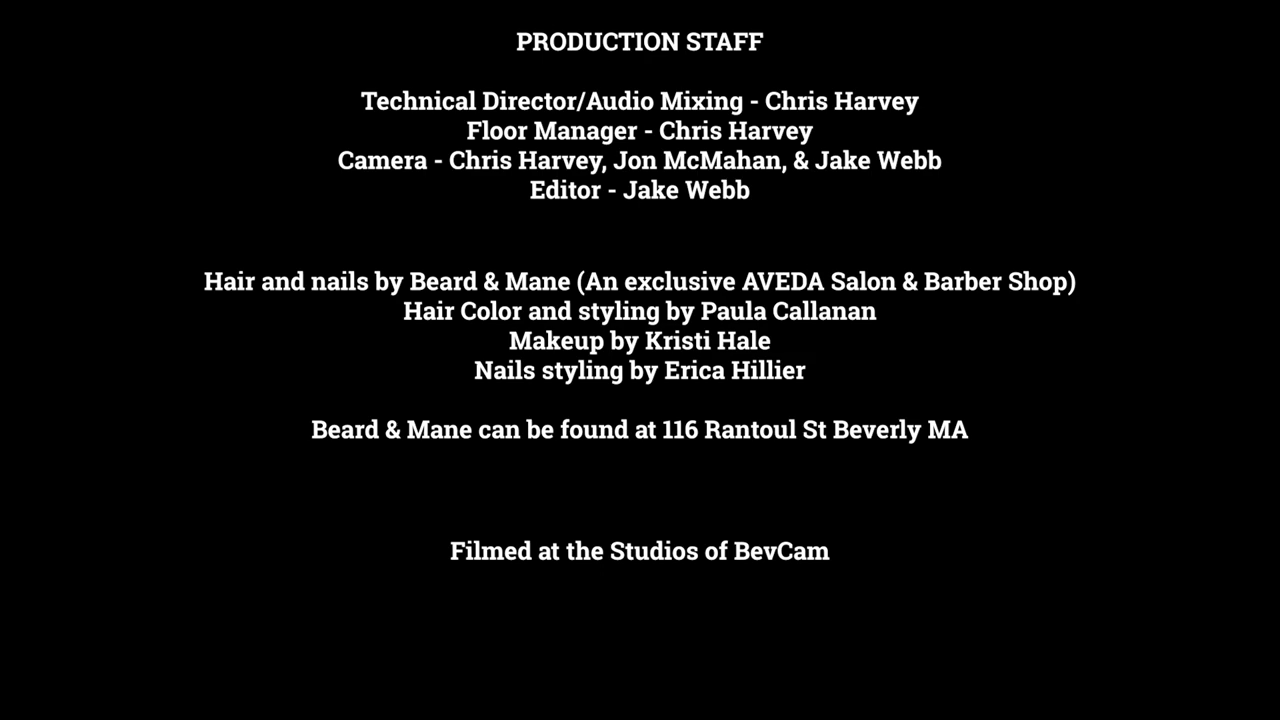 PRODUCTION STAFF
Technical Director/Audio Mixing - Chris Harvey
Floor Manager - Chris Harvey
Camera - Chris Harvey, Jon McMahan, & Jake Webb
Editor - Jake Webb
Hair and nails by Beard & Mane (An exclusive AVEDA Salon & Barber Shop)
Hair Color and styling by Paula Callanan
Makeup by Kristi Hale
Nails styling by Erica Hillier
Beard & Mane can be found at 116 Rantoul St Beverly MA
Filmed at the Studios of BevCam